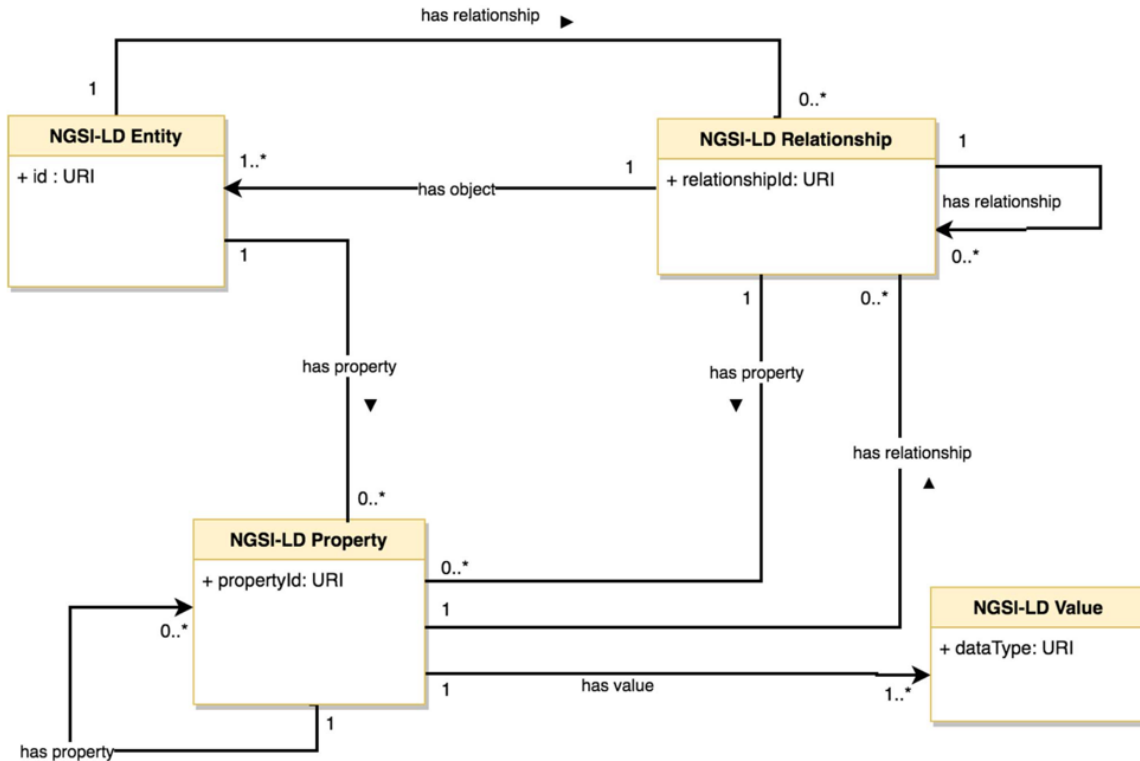 has relationship ►
1
0..*
NGSI-LD Entity
+ id : URI
NGSI-LD Relationship
+ relationshipId: URI
1..*
has object
1
1
has relationship
0..*
1
has property
▼
0..*
1
has property
▼
0..*
0..*
has relationship
▲
1
NGSI-LD Property
+ propertyId: URI
0..*
1
has property
1
has value
1..*
NGSI-LD Value
+ dataType: URI